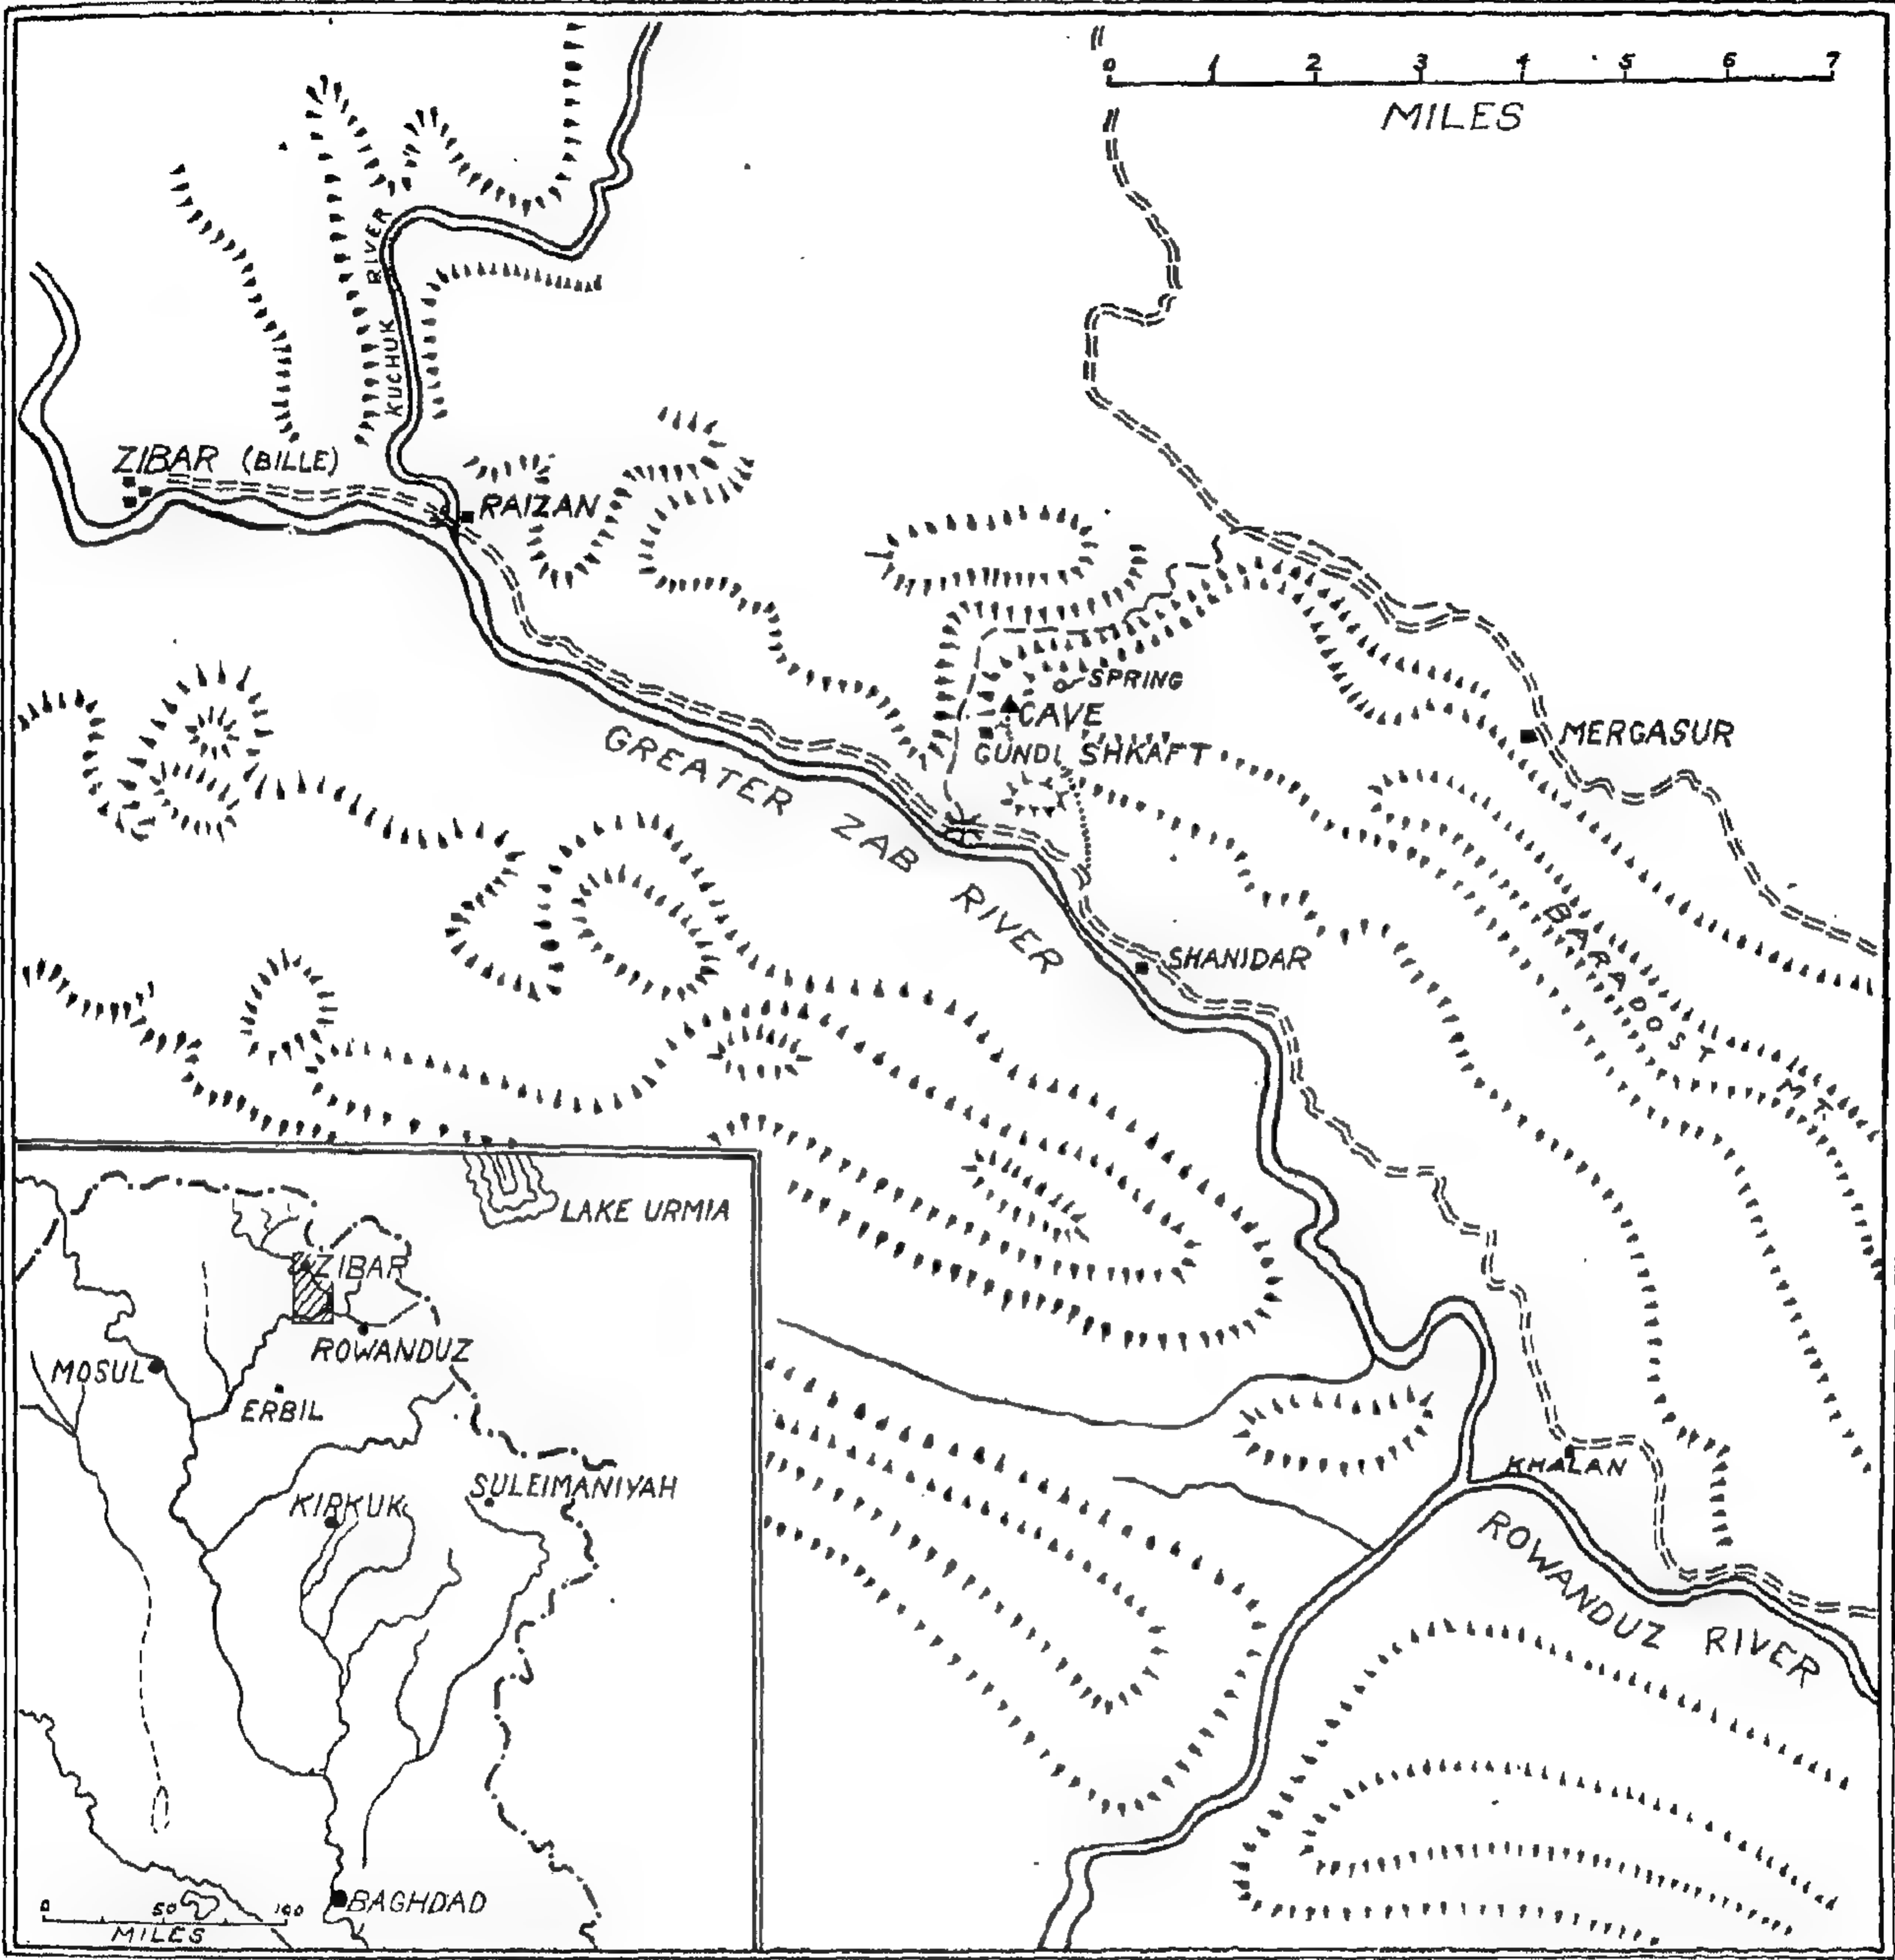 0 1 2 3 4 5 6 7
MILES
KUCHUK RIVER
ZIBAR (BILLE)
RAIZAN
SPRING
CAVE
GUNDI SHKAFT
MERGASUR
GREATER ZAB RIVER
BARADOST MT.
SHANIDAR
KHALAN
ROWANDUZ RIVER
LAKE URMIA
ZIBAR
ROWANDUZ
MOSUL
ERBIL
SULEIMANIYAH
KIRKUK
BAGHDAD
0 50 100
MILES